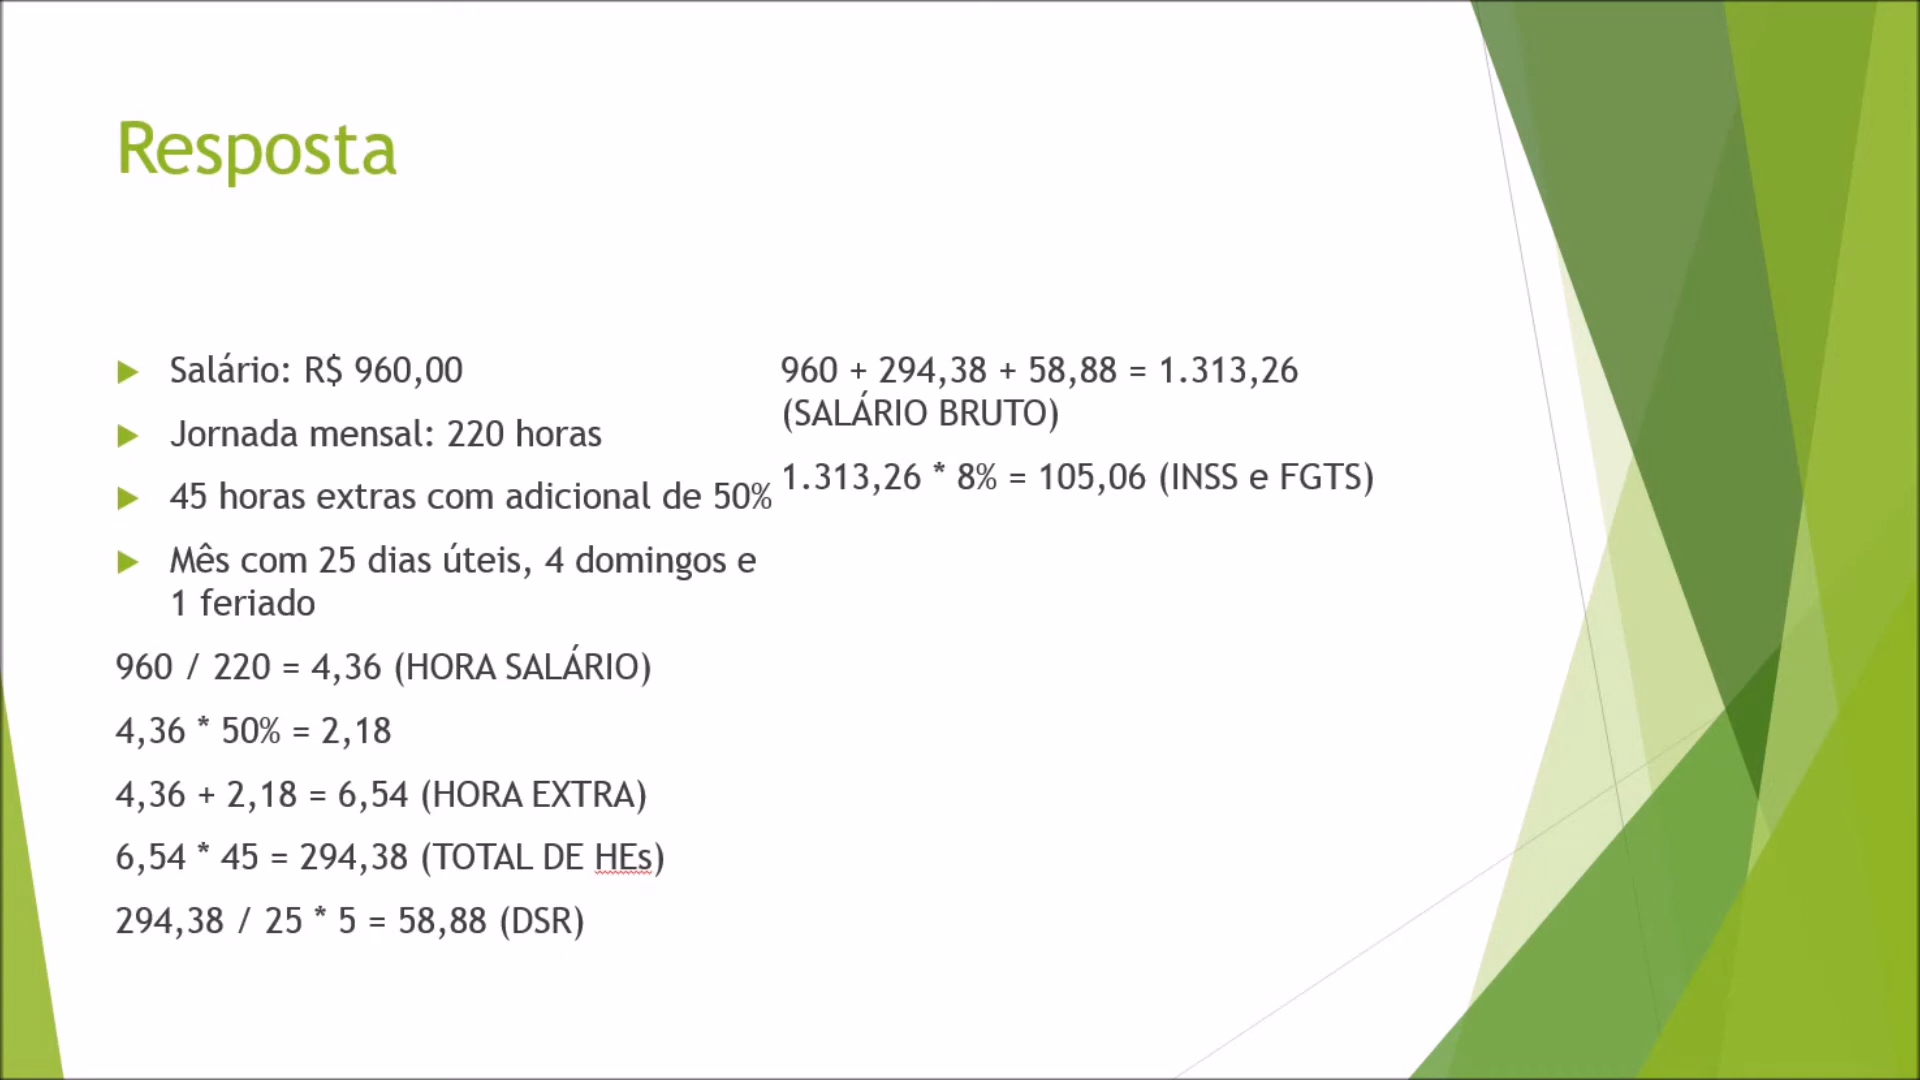 Resposta
Salário: R$ 960,00
Jornada mensal: 220 horas
45 horas extras com adicional de 50%
Mês com 25 dias úteis, 4 domingos e
1 feriado
960 / 220 = 4,36 (HORA SALÁRIO)
4,36 * 50% = 2,18
4,36 + 2,18 = 6,54 (HORA EXTRA)
6,54 * 45 = 294,38 (TOTAL DE HEs)
294,38 / 25 * 5 = 58,88 (DSR)
960 + 294,38 + 58,88 = 1.313,26
(SALÁRIO BRUTO)
1.313,26 * 8% = 105,06 (INSS e FGTS)